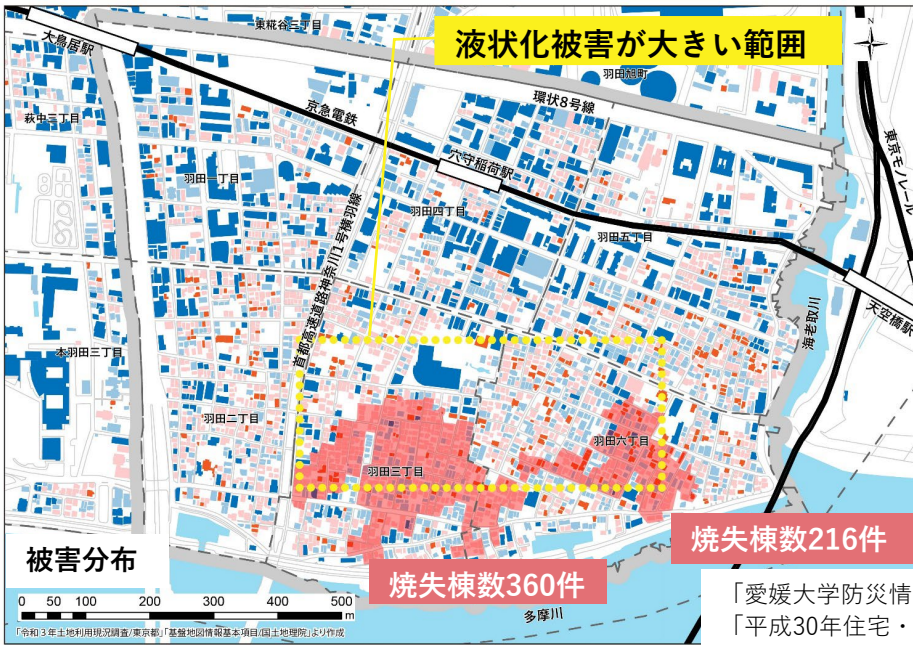 液状化被害が大きい範囲
東糀谷三丁目
大鳥居駅
羽田旭町
N
環状8号線
京急電鉄
萩中三丁目
穴守稲荷駅
東京モノレール
羽田一丁目
羽田四丁目
羽田五丁目
首都高速道路神奈川1号横羽線
天空橋駅
海老取川
本羽田三丁目
羽田二丁目
羽田六丁目
羽田三丁目
被害分布
焼失棟数216件
焼失棟数360件
0 50 100 200 300 400 500
m
多摩川
「令和3年土地利用現況調査/東京都」「基盤地図情報基本項目/国土地理院」より作成
「愛媛大学防災情
「平成30年住宅・